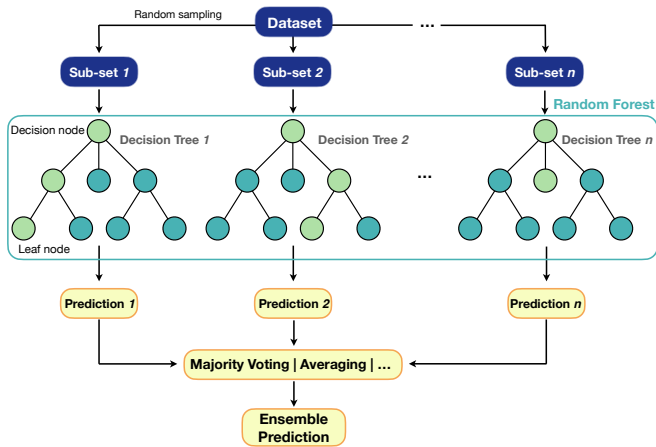 Random sampling
Dataset
...
Sub-set 1
Sub-set 2
Sub-set n
Random Forest
Decision node
Decision Tree 1
Decision Tree 2
Decision Tree n
...
Leaf node
Prediction 1
Prediction 2
Prediction n
Majority Voting | Averaging | ...
Ensemble
Prediction